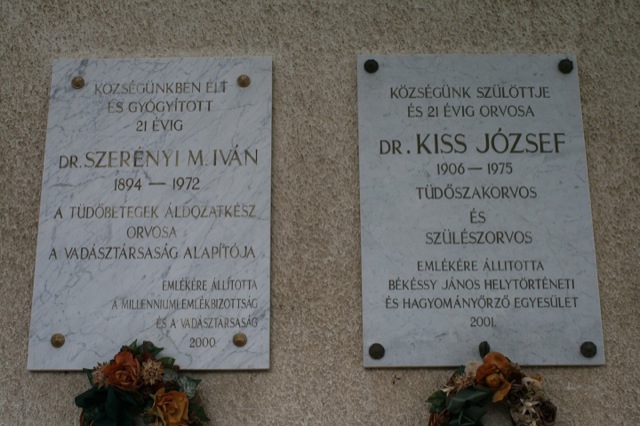 KÖZSÉGÜNKBEN ÉLT
ÉS GYÓGYÍTOTT
21 ÉVIG
DR. SZERÉNYI M. IVÁN
1894 — 1972
A TÜDŐBETEGEK ÁLDOZATKÉSZ
ORVOSA
A VADÁSZTÁRSASÁG ALAPÍTÓJA
EMLÉKÉRE ÁLLÍTOTTA
A MILLENNIUMI EMLÉKBIZOTTSÁG
ÉS A VADÁSZTÁRSASÁG
2000.
KÖZSÉGÜNK SZÜLÖTTJE
ÉS 21 ÉVIG ORVOSA
DR. KISS JÓZSEF
1906 — 1975
TÜDŐSZAKORVOS
ÉS
SZÜLÉSZORVOS
EMLÉKÉRE ÁLLITOTTA
BÉKÉSSY JÁNOS HELYTÖRTÉNETI
ÉS HAGYOMÁNYŐRZŐ EGYESÜLET
2001.